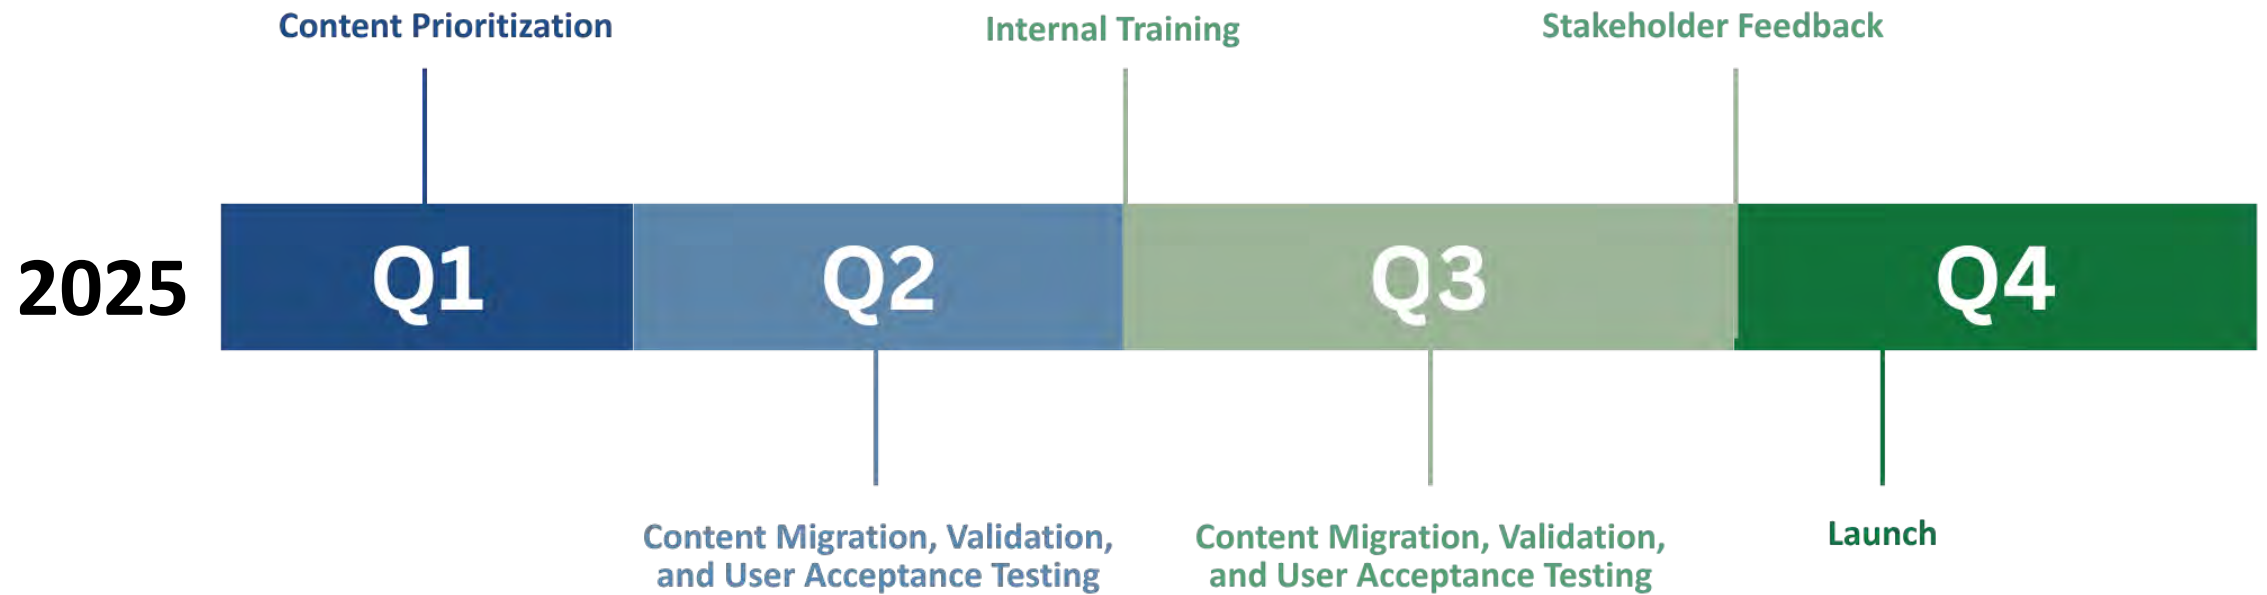 Content Prioritization
Internal Training
Stakeholder Feedback
2025
Q1
Q2
Q3
Q4
Content Migration, Validation,
and User Acceptance Testing
Content Migration, Validation,
and User Acceptance Testing
Launch